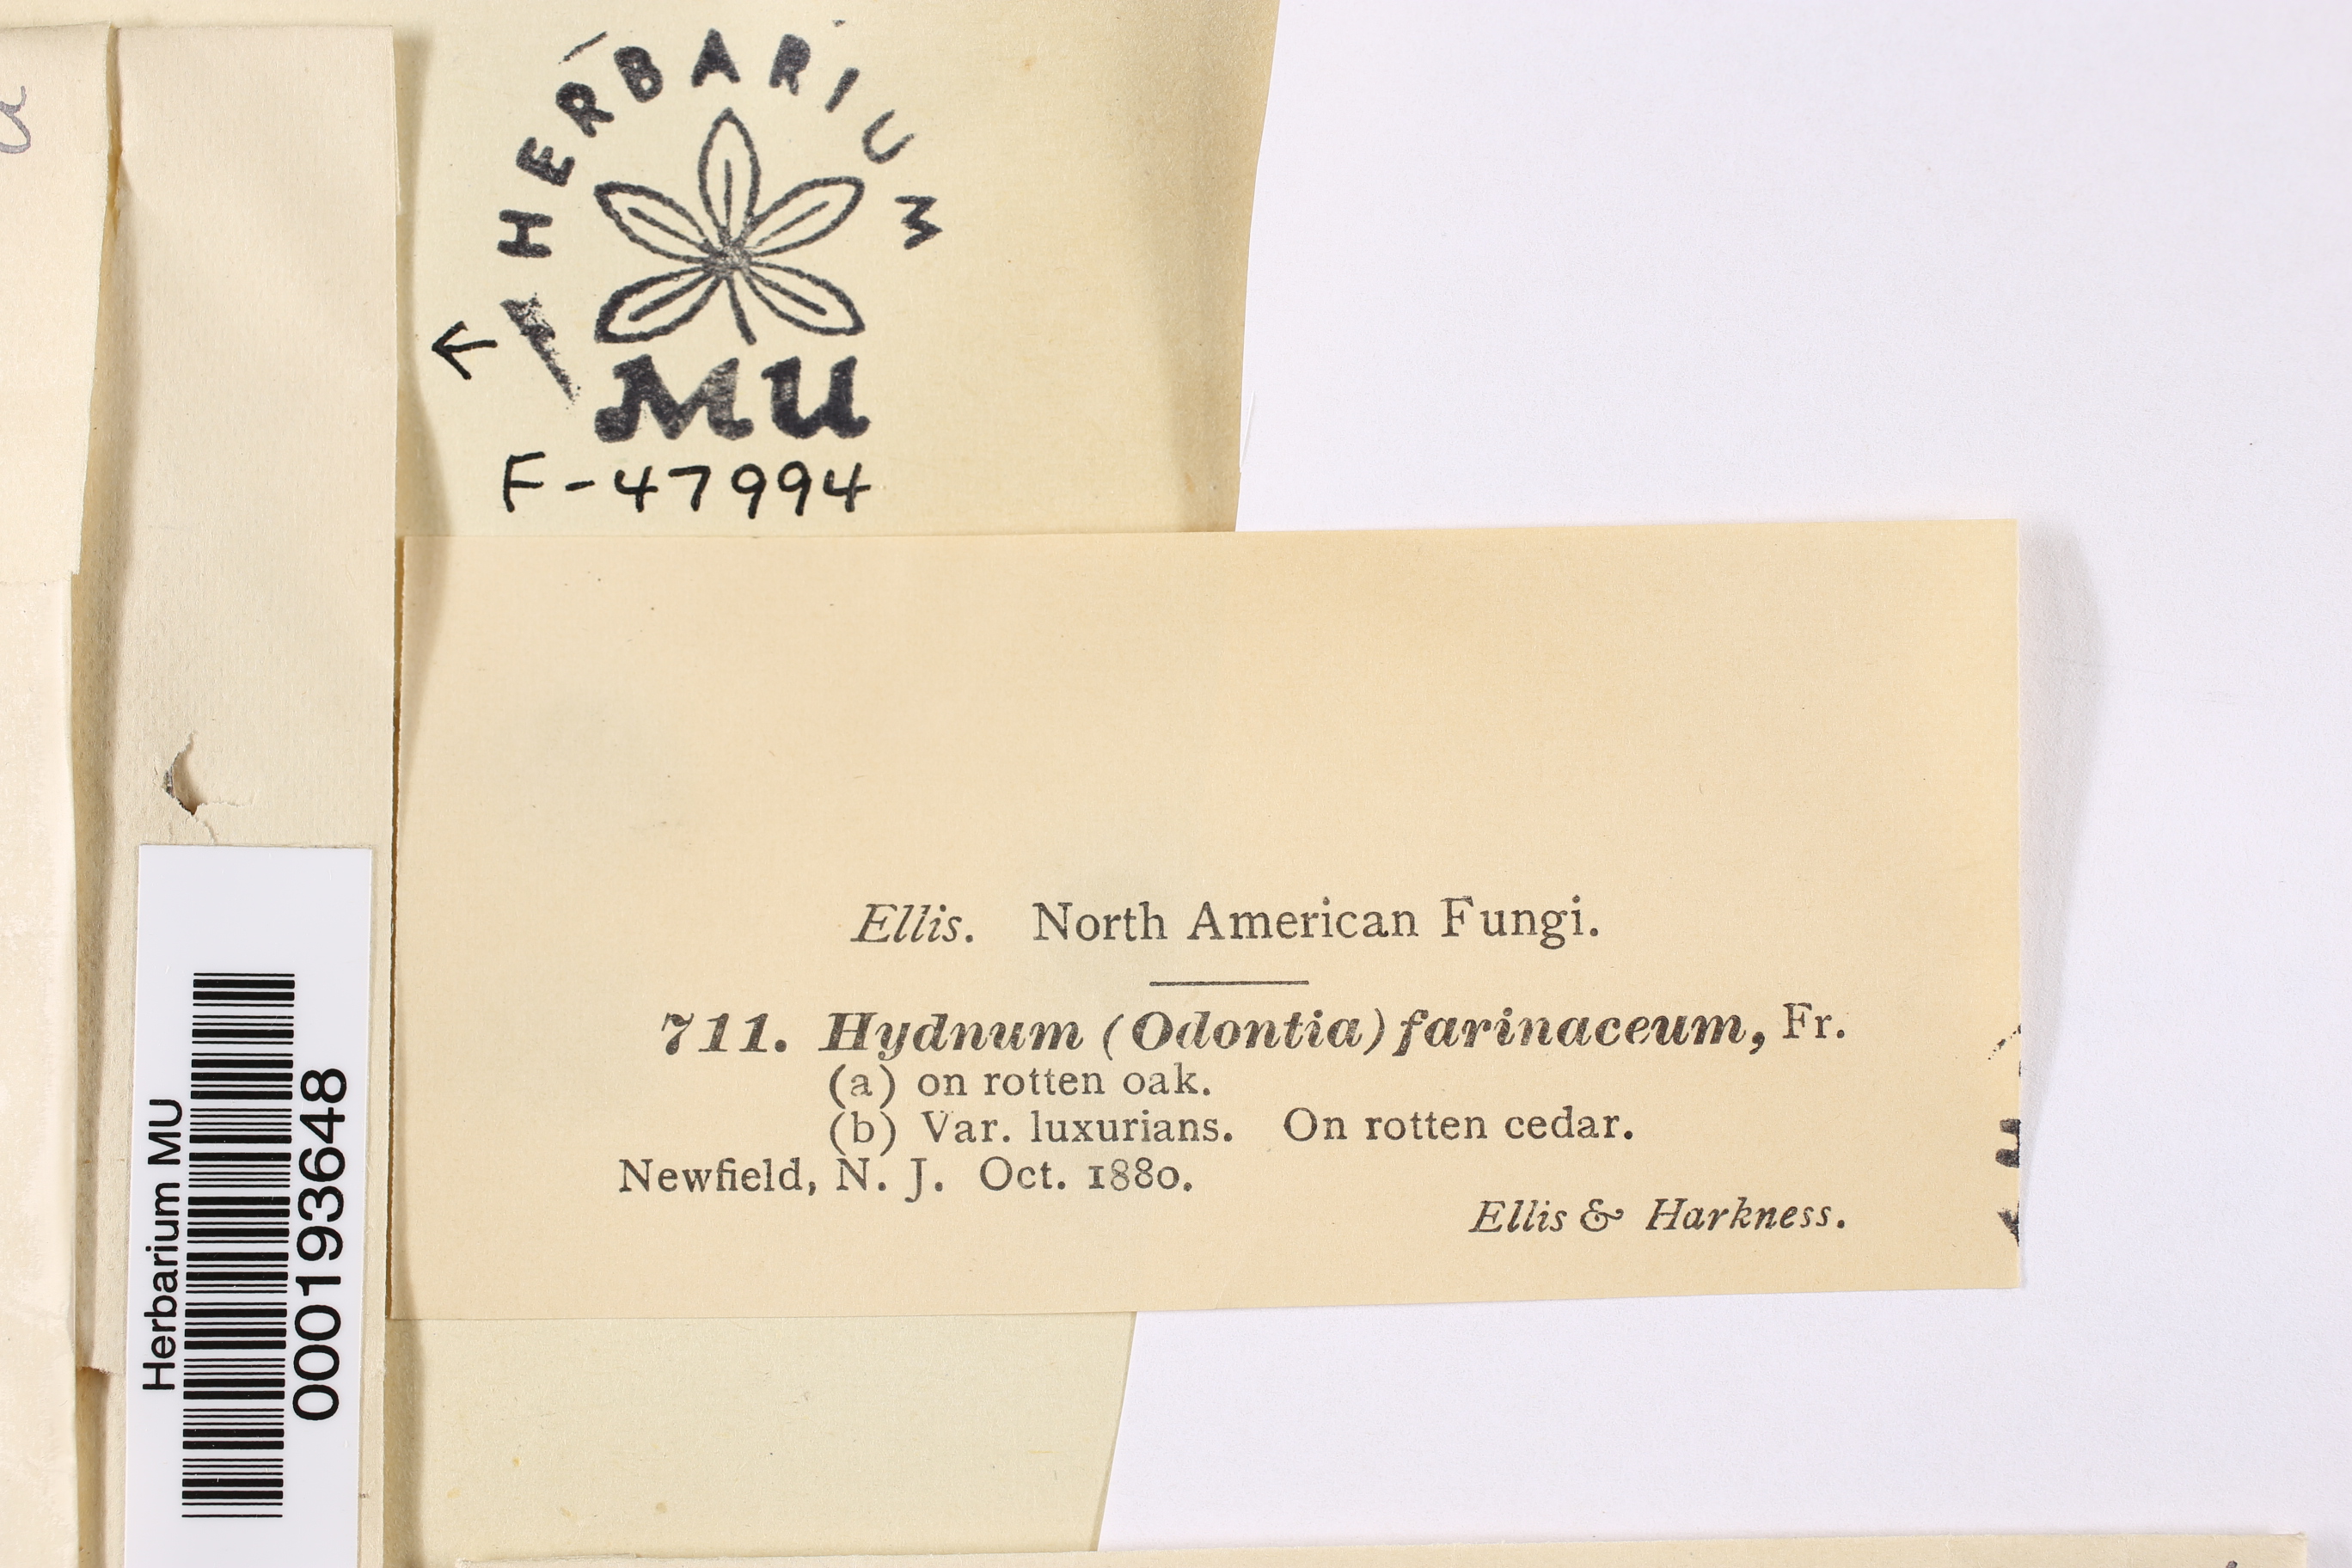 HERBARIUM
MU
F-47994
Ellis. North American Fungi.
711. Hydnum (Odontia) farinaceum, Fr.
(a) on rotten oak.
(b) Var. luxurians. On rotten cedar.
Newfield, N. J. Oct. 1880.
Ellis & Harkness.
Herbarium MU
000193648